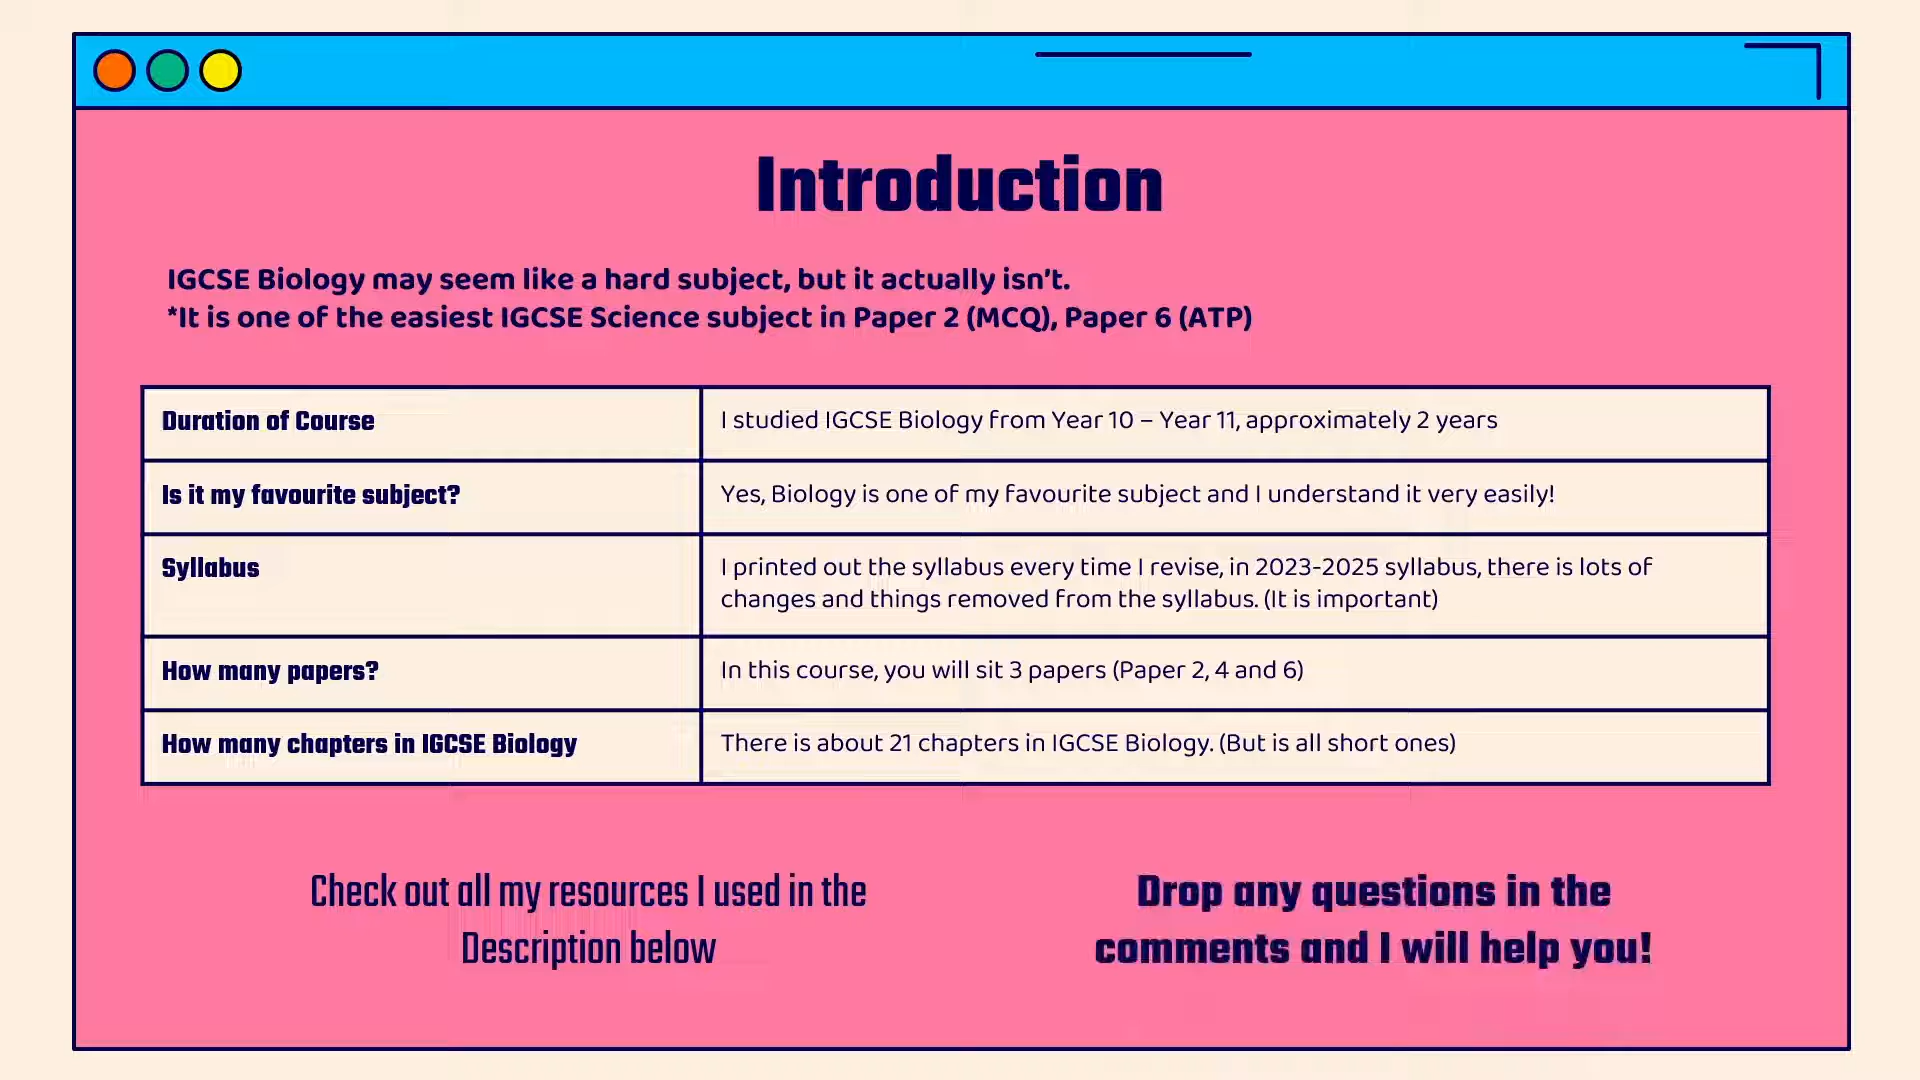 Introduction
IGCSE Biology may seem like a hard subject, but it actually isn't.
*It is one of the easiest IGCSE Science subject in Paper 2 (MCQ), Paper 6 (ATP)
Duration of Course
I studied IGCSE Biology from Year 10 – Year 11, approximately 2 years
Is it my favourite subject?
Yes, Biology is one of my favourite subject and I understand it very easily!
Syllabus
I printed out the syllabus every time I revise, in 2023-2025 syllabus, there is lots of
changes and things removed from the syllabus. (It is important)
How many papers?
In this course, you will sit 3 papers (Paper 2, 4 and 6)
How many chapters in IGCSE Biology
There is about 21 chapters in IGCSE Biology. (But is all short ones)
Check out all my resources I used in the
Description below
Drop any questions in the
comments and I will help you!